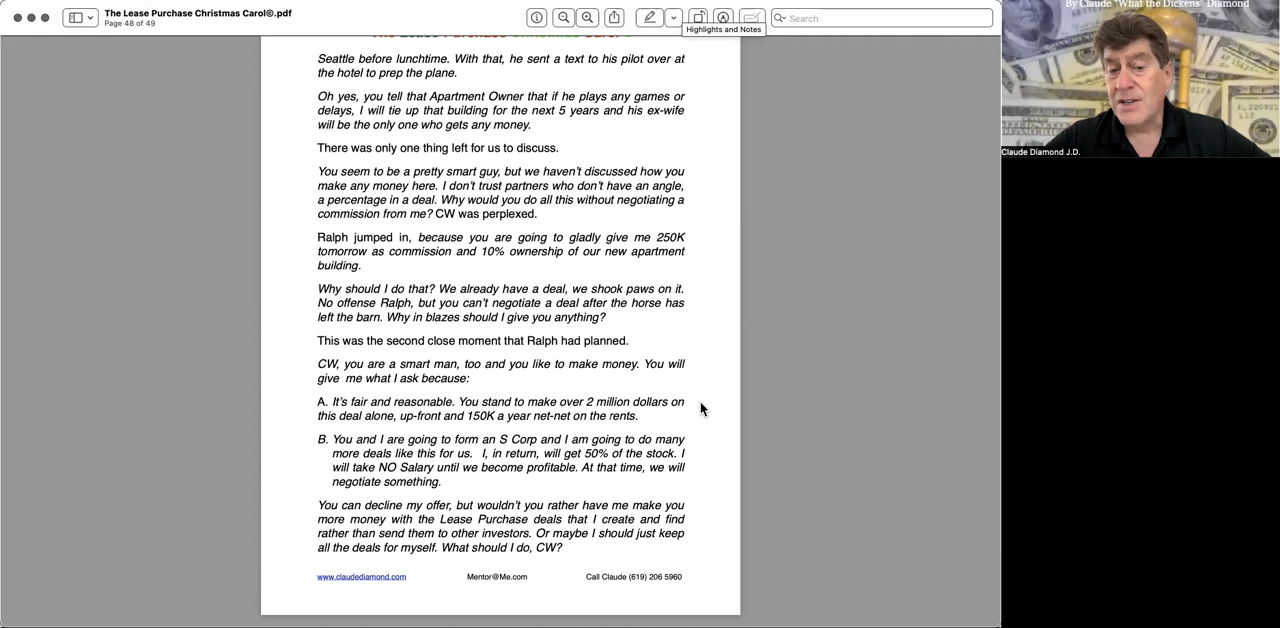 The Lease Purchase Christmas Carol©.pdf
Page 48 of 49
Search
Highlights and Notes
By Claude "What the Dickens" Diamond
The Lease Purchase Christmas Carol©
Seattle before lunchtime. With that, he sent a text to his pilot over at
the hotel to prep the plane.
Oh yes, you tell that Apartment Owner that if he plays any games or
delays, I will tie up that building for the next 5 years and his ex-wife
will be the only one who gets any money.
There was only one thing left for us to discuss.
You seem to be a pretty smart guy, but we haven't discussed how you
make any money here. I don't trust partners who don't have an angle,
a percentage in a deal. Why would you do all this without negotiating a
commission from me? CW was perplexed.
Ralph jumped in, because you are going to gladly give me 250K
tomorrow as commission and 10% ownership of our new apartment
building.
Why should I do that? We already have a deal, we shook paws on it.
No offense Ralph, but you can't negotiate a deal after the horse has
left the barn. Why in blazes should I give you anything?
This was the second close moment that Ralph had planned.
CW, you are a smart man, too and you like to make money. You will
give me what I ask because:
A. It's fair and reasonable. You stand to make over 2 million dollars on
this deal alone, up-front and 150K a year net-net on the rents.
B. You and I are going to form an S Corp and I am going to do many
more deals like this for us. I, in return, will get 50% of the stock. I
will take NO Salary until we become profitable. At that time, we will
negotiate something.
You can decline my offer, but wouldn't you rather have me make you
more money with the Lease Purchase deals that I create and find
rather than send them to other investors. Or maybe I should just keep
all the deals for myself. What should I do, CW?
www.claudediamond.com Mentor@Me.com Call Claude (619) 206 5960
Claude Diamond J.D.